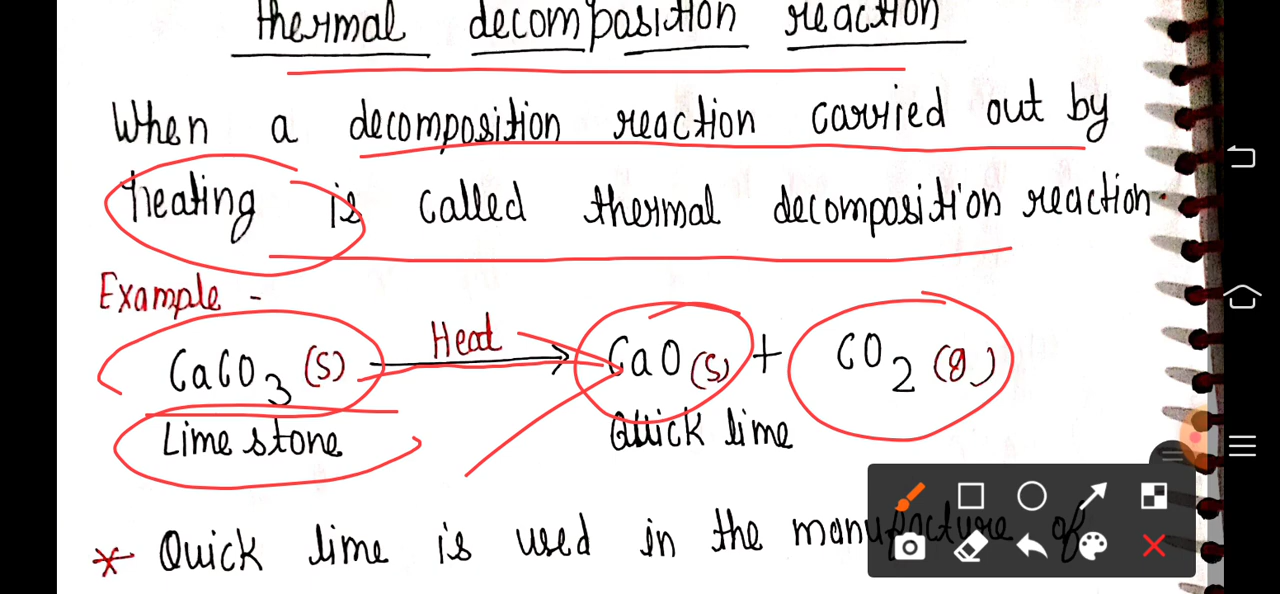 thermal decomposition reaction
When a decomposition reaction carried out by
heating is called thermal decomposition reaction.
Example -
CaCO3 (s) Heat CaO (s) + CO2 (g)
Lime stone Quick lime
* Quick lime is used in the manufacture of